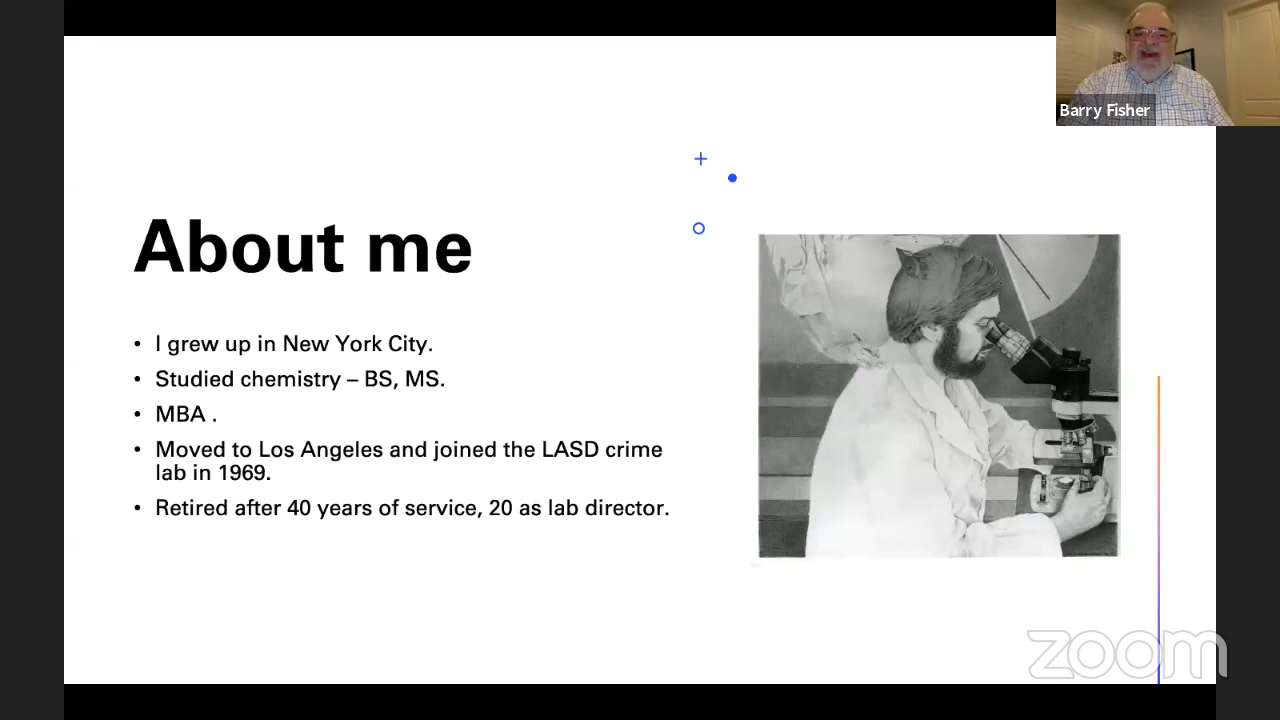 Barry Fisher
About me
• I grew up in New York City.
• Studied chemistry – BS, MS.
• MBA .
• Moved to Los Angeles and joined the LASD crime
lab in 1969.
• Retired after 40 years of service, 20 as lab director.
zoom